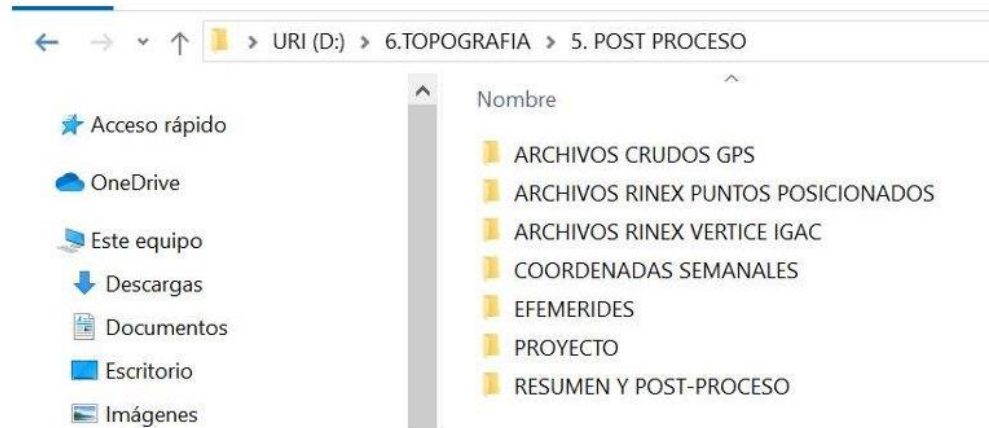 URI (D:) > 6.TOPOGRAFIA > 5. POST PROCESO
Acceso rápido
OneDrive
Este equipo
Descargas
Documentos
Escritorio
Imágenes
Nombre
ARCHIVOS CRUDOS GPS
ARCHIVOS RINEX PUNTOS POSICIONADOS
ARCHIVOS RINEX VERTICE IGAC
COORDENADAS SEMANALES
EFEMERIDES
PROYECTO
RESUMEN Y POST-PROCESO